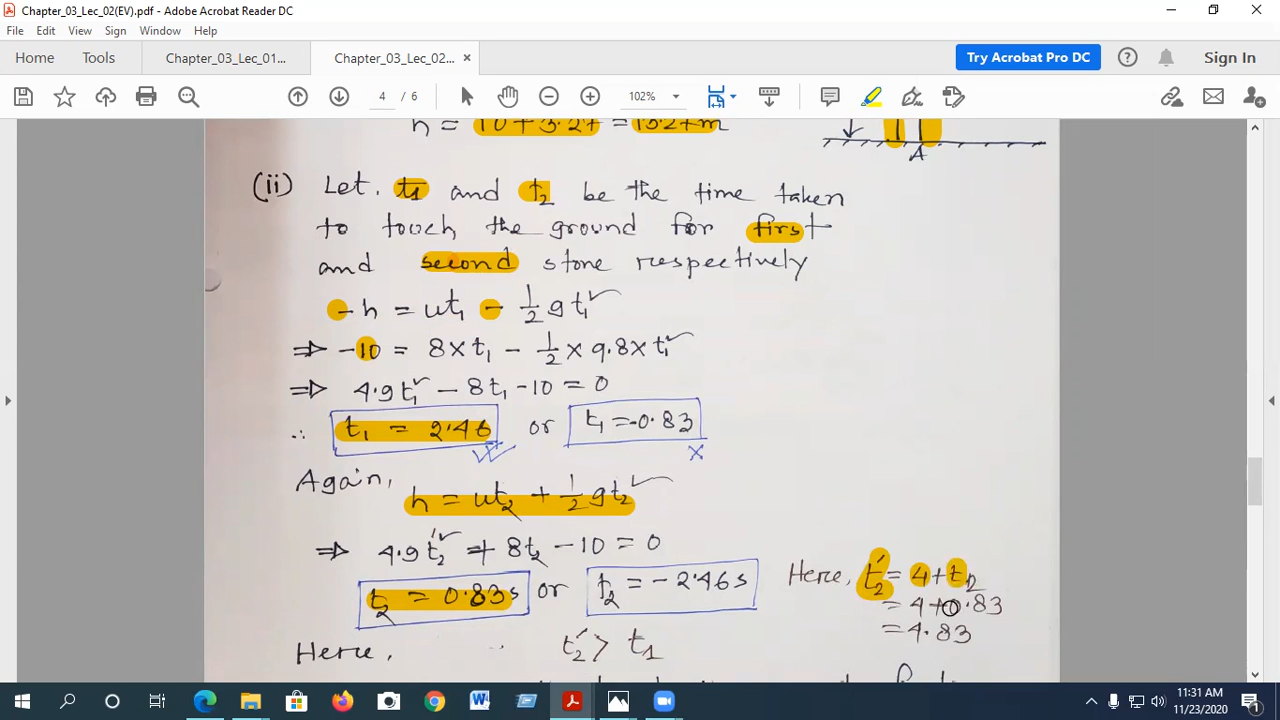 Chapter_03_Lec_02(EV).pdf - Adobe Acrobat Reader DC
File Edit View Sign Window Help
Home Tools Chapter_03_Lec_01... Chapter_03_Lec_02... × Try Acrobat Pro DC Sign In
4 / 6 102%
h = 10 + 3.27 = 13.27m
A
(ii) Let, t1 and t2 be the time taken
to touch the ground for first
and second stone respectively
-h = ut1 - 1/2 gt1²
⇒ -10 = 8×t1 - 1/2 × 9.8× t1²
⇒ 4.9t1² - 8t1 -10 = 0
∴ t1 = 2.46 or t1 = -0.83
Again,
h = ut2 + 1/2 gt2²
⇒ 4.9t2² + 8t2 -10 = 0
t2 = 0.83s or t2 = -2.46s
Here, t2' = 4+t2
= 4+0.83
= 4.83
Here, t2' > t1
11:31 AM
11/23/2020
1